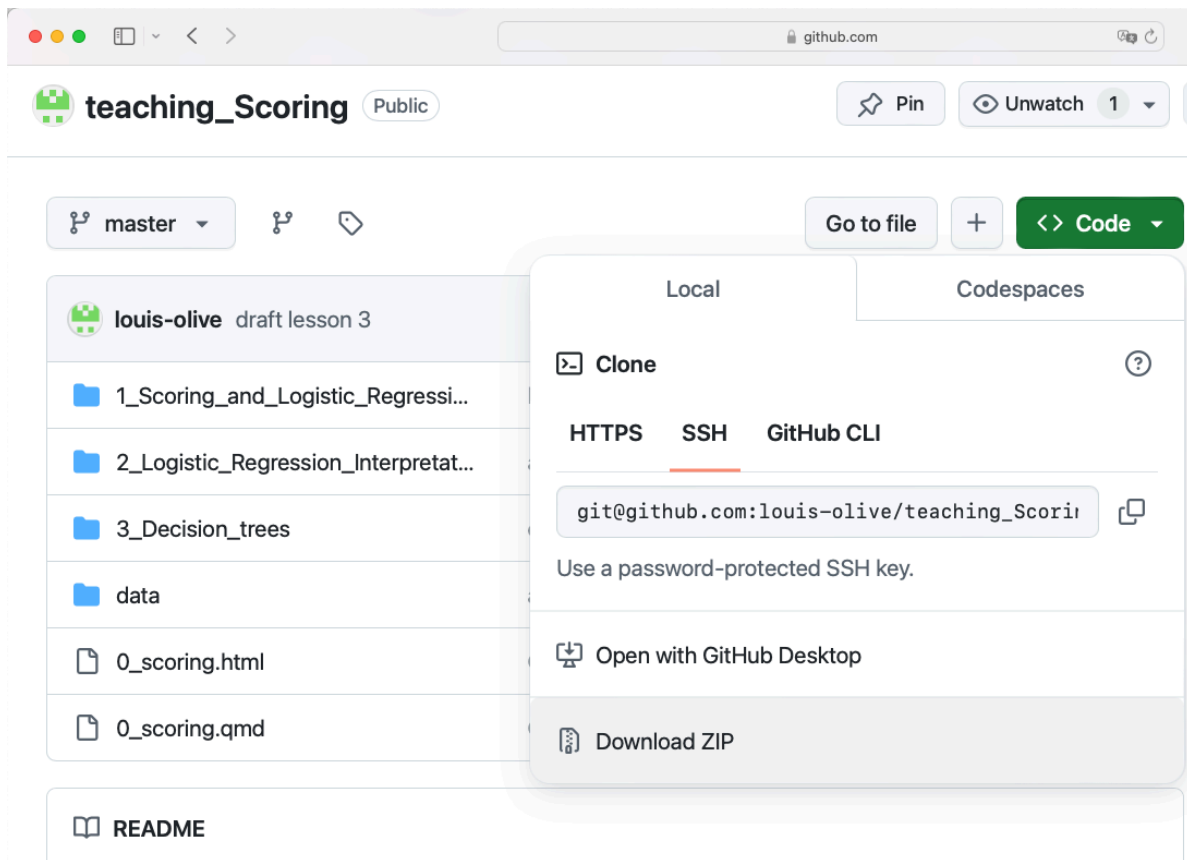 github.com
teaching_Scoring Public Pin Unwatch 1
master Go to file + Code
Local Codespaces
louis-olive draft lesson 3
Clone
1_Scoring_and_Logistic_Regressi...
HTTPS SSH GitHub CLI
2_Logistic_Regression_Interpretat...
git@github.com:louis-olive/teaching_Scorin
3_Decision_trees
Use a password-protected SSH key.
data
0_scoring.html
Open with GitHub Desktop
0_scoring.qmd
Download ZIP
README